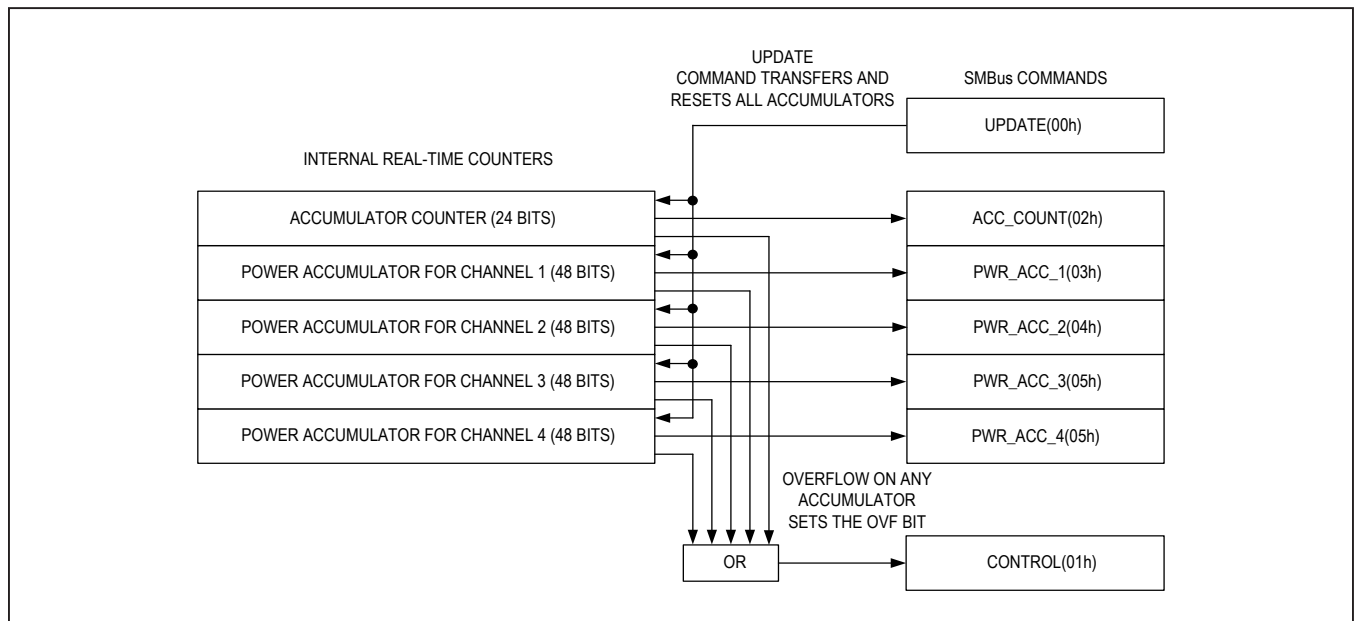 UPDATE
COMMAND TRANSFERS AND
RESETS ALL ACCUMULATORS
SMBus COMMANDS
UPDATE(00h)
INTERNAL REAL-TIME COUNTERS
ACCUMULATOR COUNTER (24 BITS)
ACC_COUNT(02h)
POWER ACCUMULATOR FOR CHANNEL 1 (48 BITS)
PWR_ACC_1(03h)
POWER ACCUMULATOR FOR CHANNEL 2 (48 BITS)
PWR_ACC_2(04h)
POWER ACCUMULATOR FOR CHANNEL 3 (48 BITS)
PWR_ACC_3(05h)
POWER ACCUMULATOR FOR CHANNEL 4 (48 BITS)
PWR_ACC_4(05h)
OVERFLOW ON ANY
ACCUMULATOR
SETS THE OVF BIT
OR
CONTROL(01h)